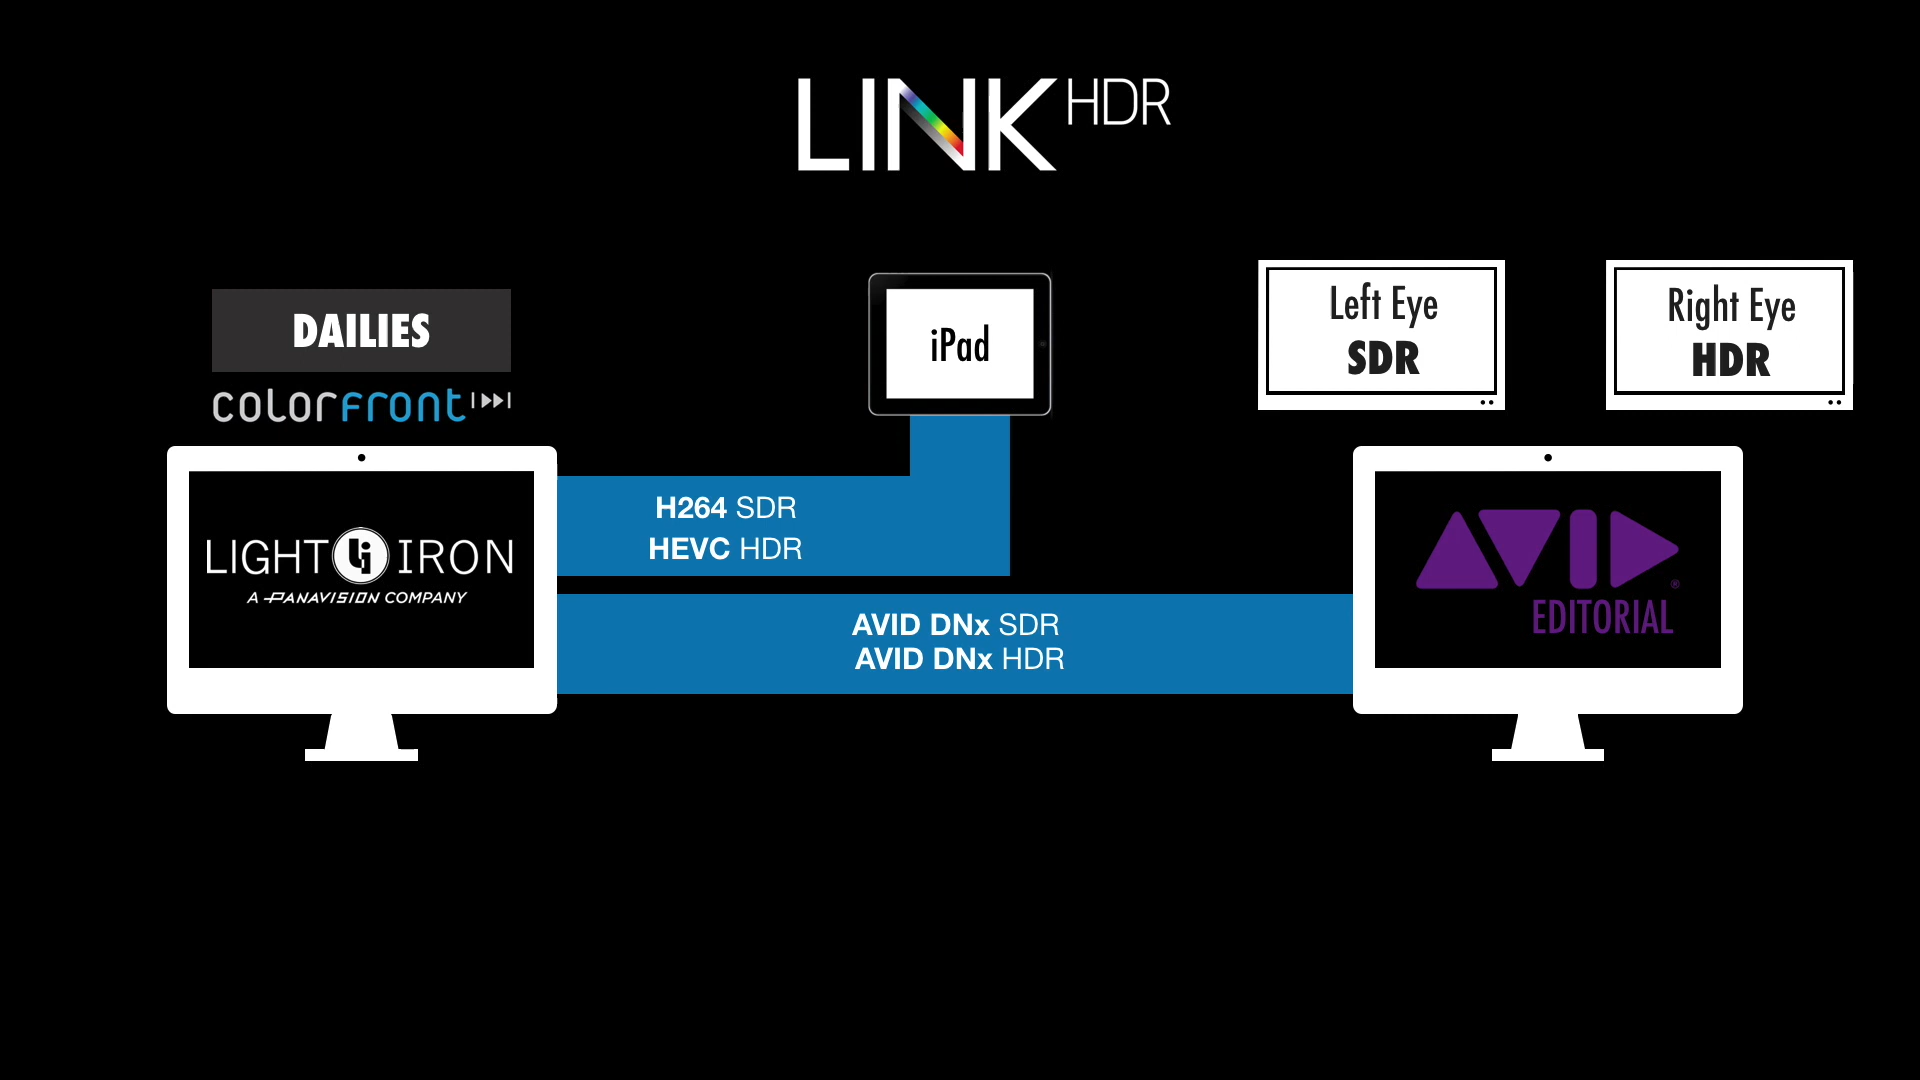 LINK HDR
DAILIES
colorfront
LIGHT IRON
A PANAVISION COMPANY
iPad
H264 SDR
HEVC HDR
AVID DNx SDR
AVID DNx HDR
Left Eye
SDR
Right Eye
HDR
AVID®
EDITORIAL